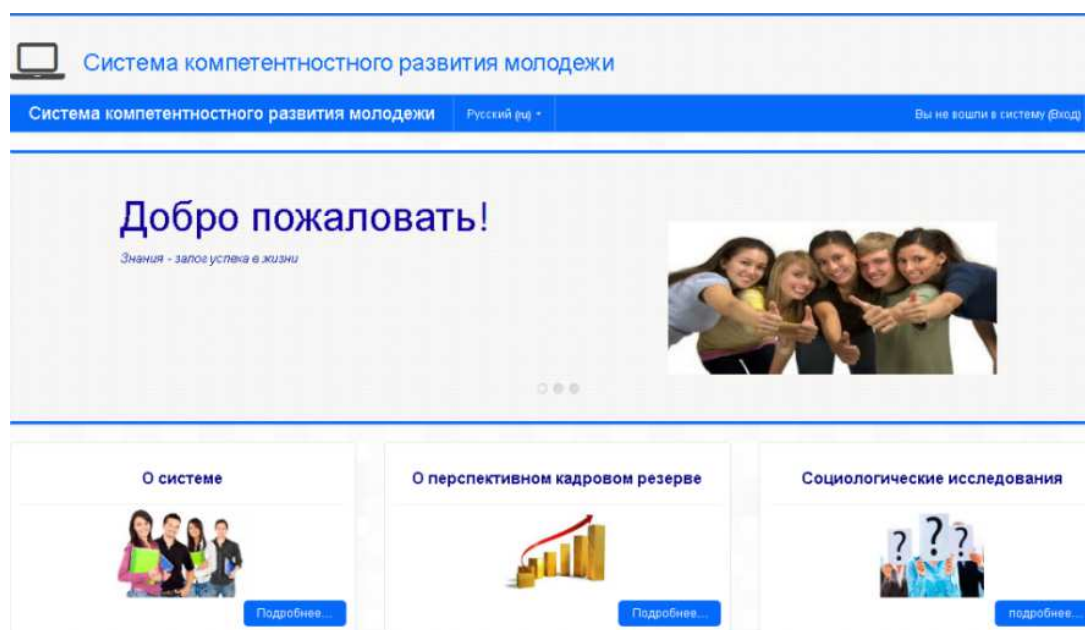 Система компетентностного развития молодежи
Система компетентностного развития молодежи Русский (ru) Вы не вошли в систему (Вход)
Добро пожаловать!
Знания - залог успеха в жизни
О системе О перспективном кадровом резерве Социологические исследования
? ? ?
Подробнее... Подробнее... подробнее...